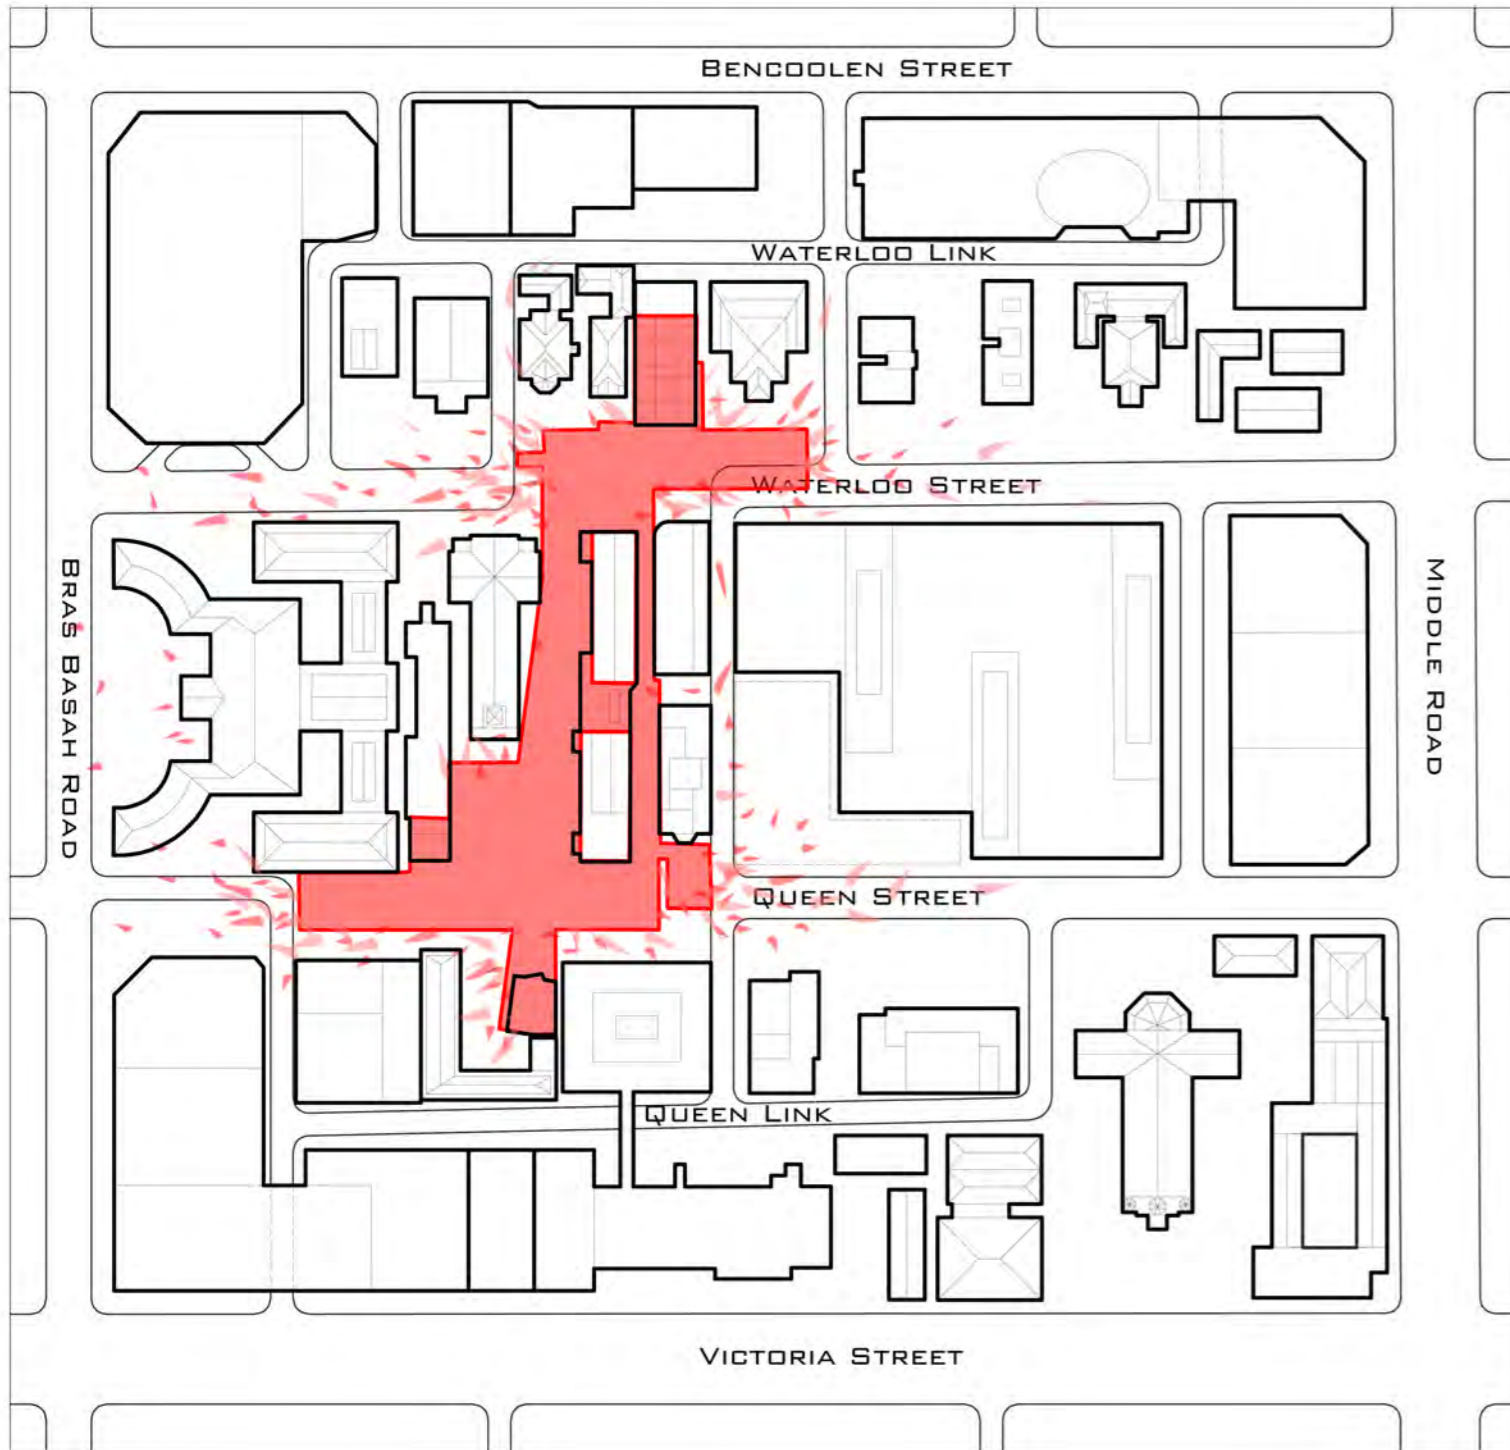 BENCOOLEN STREET
WATERLOO LINK
WATERLOO STREET
BRAS BASAH ROAD
MIDDLE ROAD
QUEEN STREET
QUEEN LINK
VICTORIA STREET